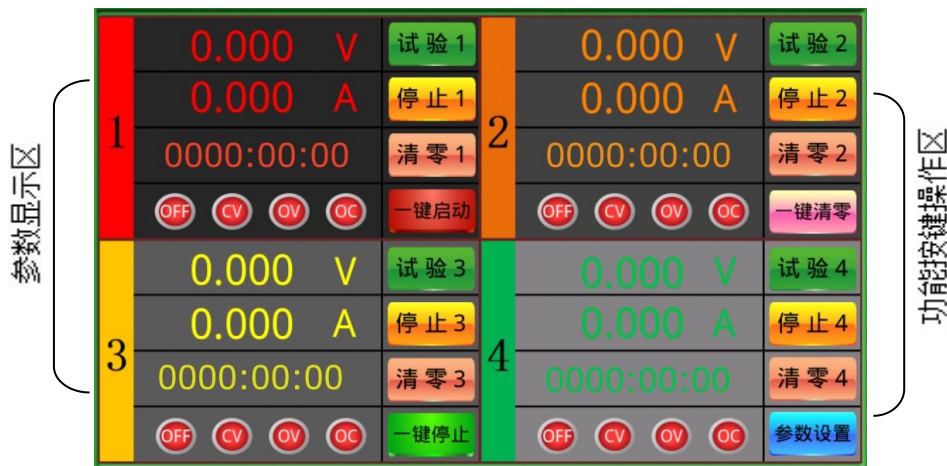 参数显示区
1
0.000 V
试 验 1
0.000 A
停 止 1
0000:00:00
清 零 1
OFF CV OV OC
一键启动
2
0.000 V
试 验 2
0.000 A
停 止 2
0000:00:00
清 零 2
OFF CV OV OC
一键清零
3
0.000 V
试 验 3
0.000 A
停 止 3
0000:00:00
清 零 3
OFF CV OV OC
一键停止
4
0.000 V
试 验 4
0.000 A
停 止 4
0000:00:00
清 零 4
OFF CV OV OC
参数设置
功能按键操作区